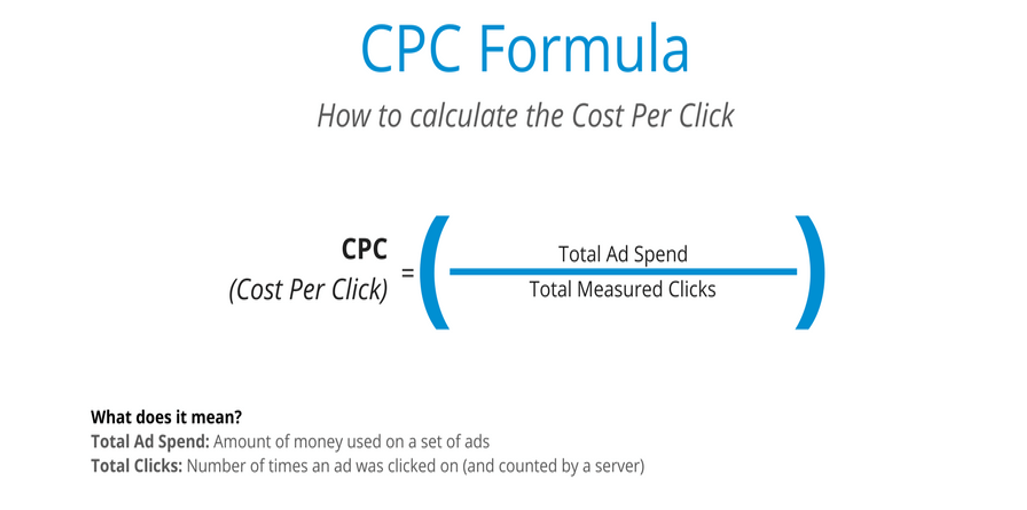 CPC Formula
How to calculate the Cost Per Click
CPC
(Cost Per Click)
=
(
Total Ad Spend
Total Measured Clicks
)
What does it mean?
Total Ad Spend: Amount of money used on a set of ads
Total Clicks: Number of times an ad was clicked on (and counted by a server)